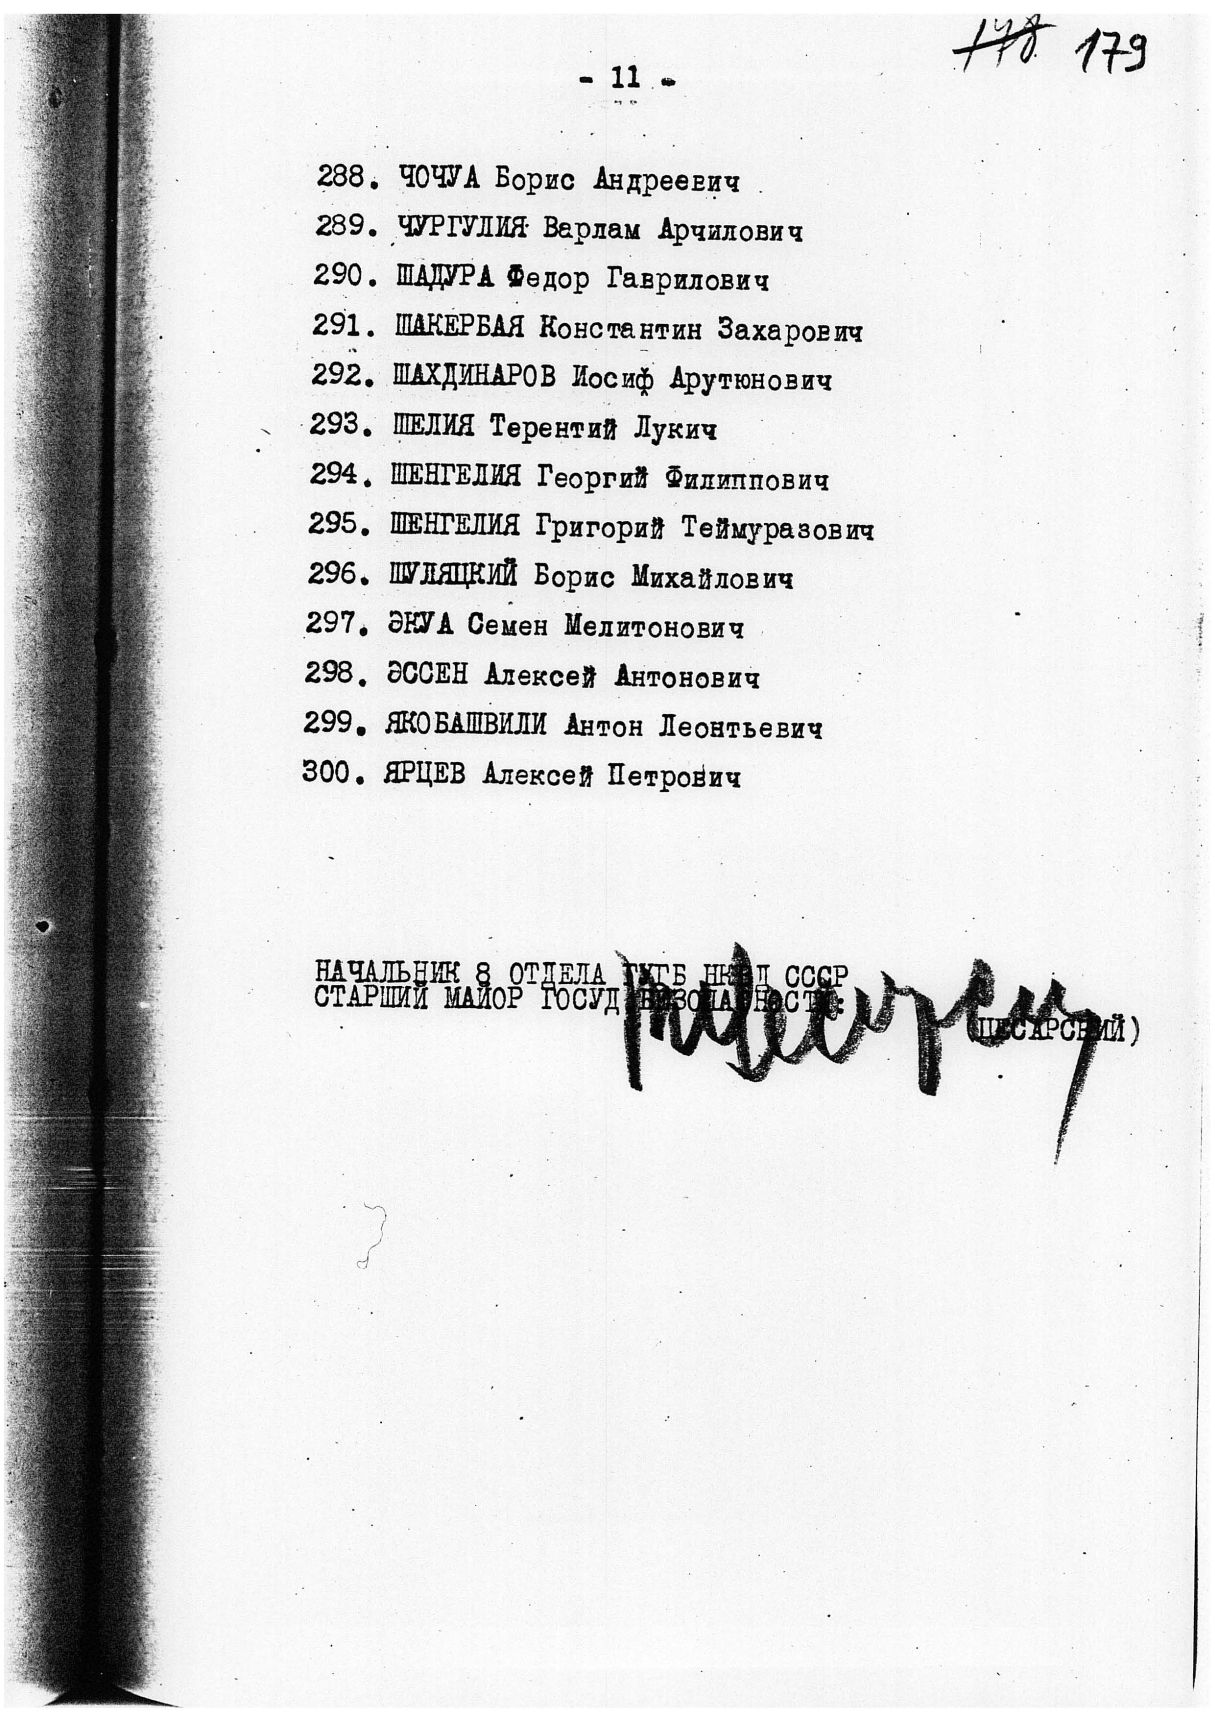 178 179
- 11 -
288. ЧОЧУА Борис Андреевич
289. ЧУРГУЛИЯ Варлам Арчилович
290. ШАДУРА Федор Гаврилович
291. ШАКЕРБАЯ Константин Захарович
292. ШАХДИНАРОВ Иосиф Арутюнович
293. ШЕЛИЯ Терентий Лукич
294. ШЕНГЕЛИЯ Георгий Филиппович
295. ШЕНГЕЛИЯ Григорий Теймуразович
296. ШУЛЯЦКИЙ Борис Михайлович
297. ЭКУА Семен Мелитонович
298. ЭССЕН Алексей Антонович
299. ЯКОБАШВИЛИ Антон Леонтьевич
300. ЯРЦЕВ Алексей Петрович
НАЧАЛЬНИК 8 ОТДЕЛА ГУГБ НКВД СССР
СТАРШИЙ МАЙОР ГОСУД.БЕЗОПАСНОСТИ:
(ЦЕСАРСКИЙ)